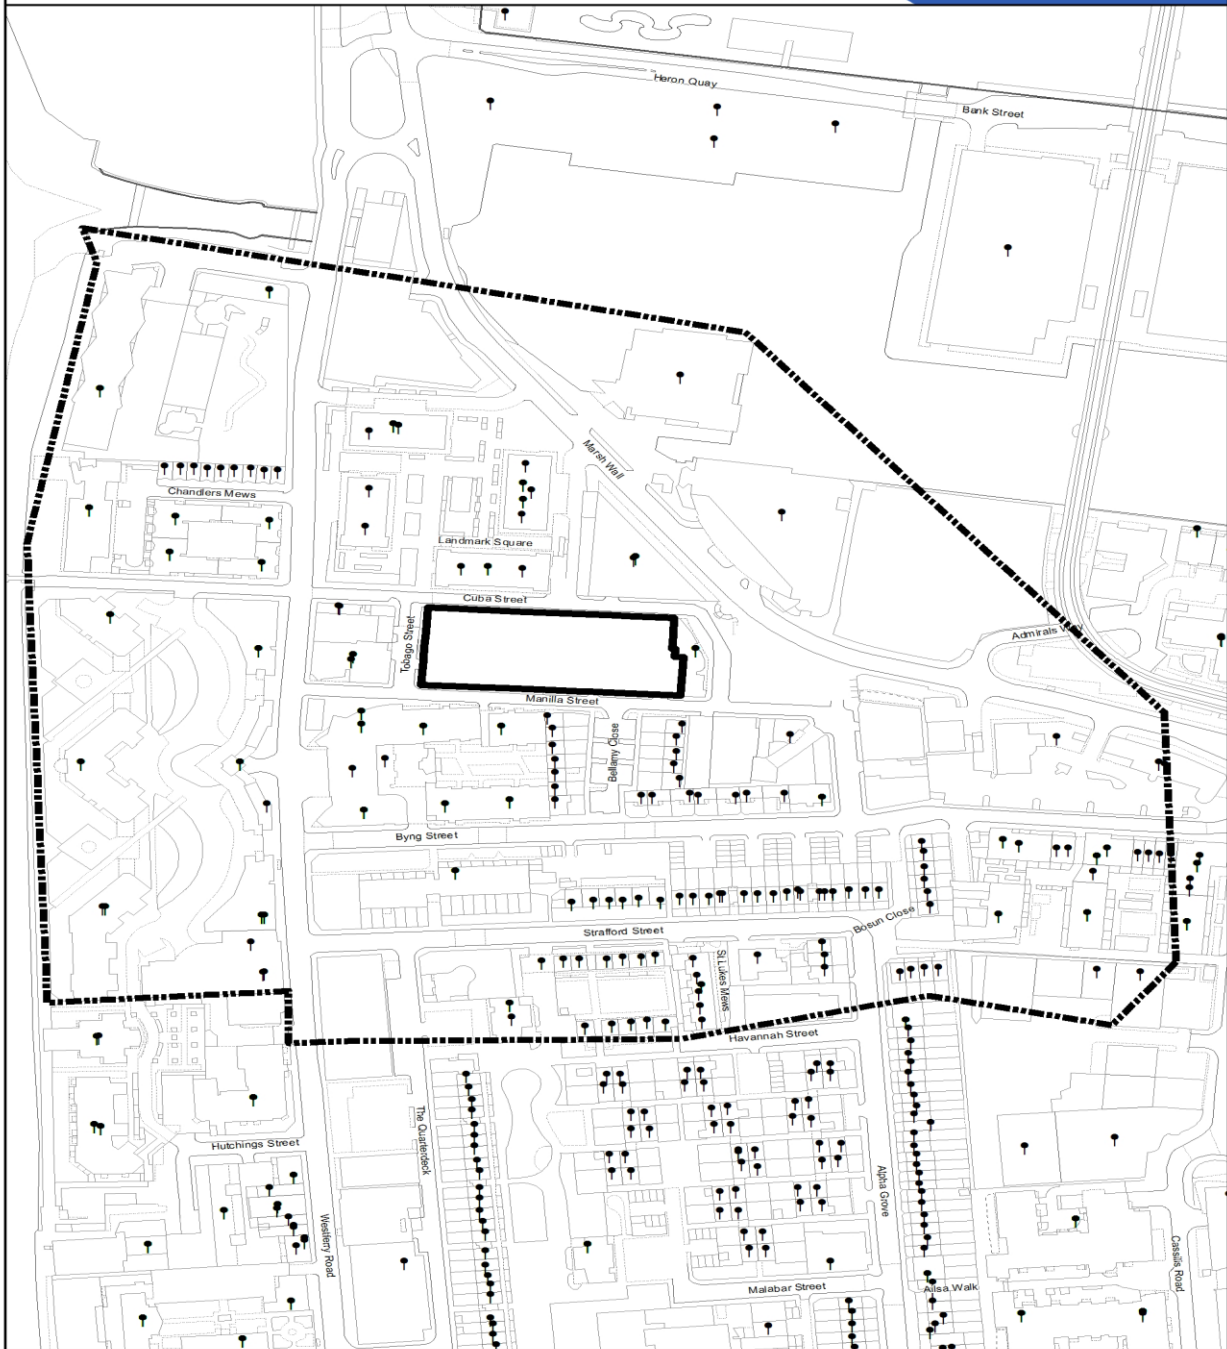 Heron Quay
Bank Street
Marsh Wall
Chandlers Mews
Landmark Square
Cuba Street
Tobago Street
Admirals
Manilla Street
Bellamy Close
Byng Street
Strafford Street
Bosun Close
St Lukes Mews
Havannah Street
The Quarterdeck
Hutchings Street
Alpha Grove
Westferry Road
Cassilis Road
Malabar Street
Ailsa Walk